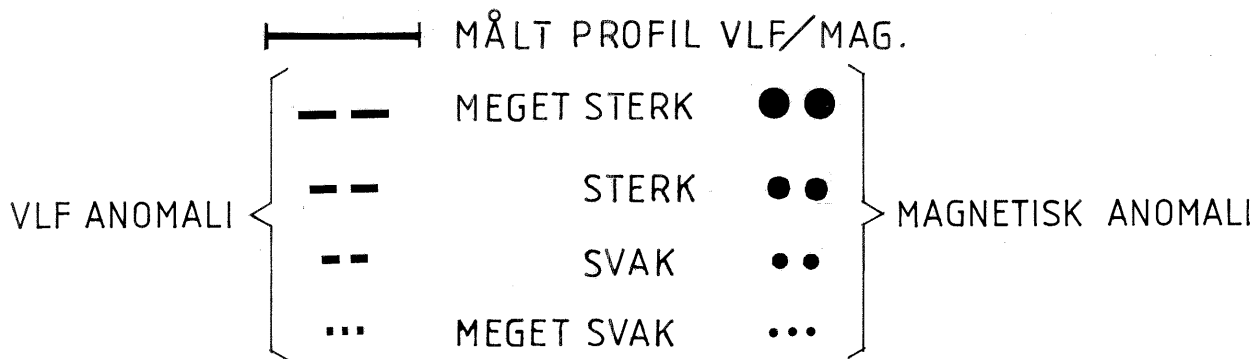 MÅLT PROFIL VLF/MAG.
MEGET STERK
STERK
VLF ANOMALI
MAGNETISK ANOMALI
SVAK
MEGET SVAK